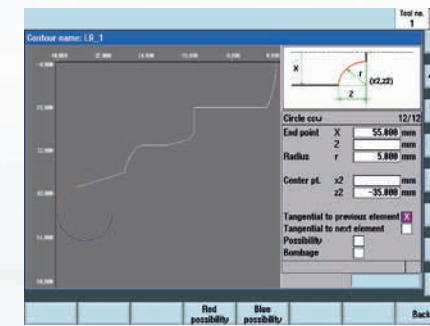 Tool no.
1
Contour name: LR_1
X
r
(x2,z2)
Z
Circle ccw 12/12
End point X 55.000 mm
Z mm
Radius r 5.000 mm
Center pt. x2 mm
z2 -35.000 mm
Tangential to previous element X
Tangential to next element
Possibility
Bombage
Red possibility
Blue possibility
Back